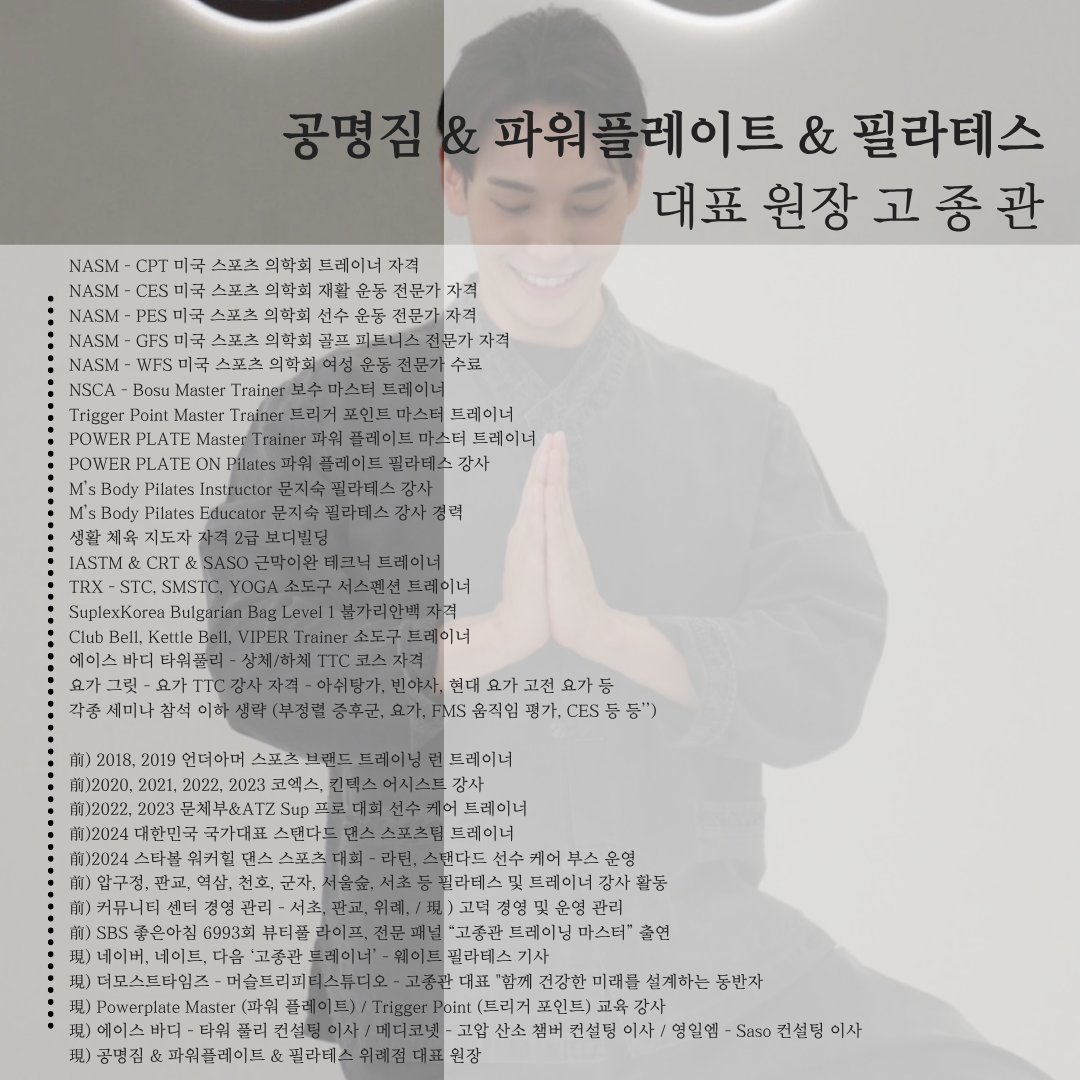 공명짐 & 파워플레이트 & 필라테스
대표 원장 고 종 관
NASM - CPT 미국 스포츠 의학회 트레이너 자격
NASM - CES 미국 스포츠 의학회 재활 운동 전문가 자격
NASM - PES 미국 스포츠 의학회 선수 운동 전문가 자격
NASM - GFS 미국 스포츠 의학회 골프 피트니스 전문가 자격
NASM - WFS 미국 스포츠 의학회 여성 운동 전문가 수료
NSCA - Bosu Master Trainer 보수 마스터 트레이너
Trigger Point Master Trainer 트리거 포인트 마스터 트레이너
POWER PLATE Master Trainer 파워 플레이트 마스터 트레이너
POWER PLATE ON Pilates 파워 플레이트 필라테스 강사
M’s Body Pilates Instructor 문지숙 필라테스 강사
M’s Body Pilates Educator 문지숙 필라테스 강사 경력
생활 체육 지도자 자격 2급 보디빌딩
IASTM & CRT & SASO 근막이완 테크닉 트레이너
TRX - STC, SMSTC, YOGA 소도구 서스펜션 트레이너
SuplexKorea Bulgarian Bag Level 1 불가리안백 자격
Club Bell, Kettle Bell, VIPER Trainer 소도구 트레이너
에이스 바디 타워풀리 - 상체/하체 TTC 코스 자격
요가 그릿 - 요가 TTC 강사 자격 - 아쉬탕가, 빈야사, 현대 요가 고전 요가 등
각종 세미나 참석 이하 생략 (부정렬 증후군, 요가, FMS 움직임 평가, CES 등 등’’)
前) 2018, 2019 언더아머 스포츠 브랜드 트레이닝 런 트레이너
前)2020, 2021, 2022, 2023 코엑스, 킨텍스 어시스트 강사
前)2022, 2023 문체부&ATZ Sup 프로 대회 선수 케어 트레이너
前)2024 대한민국 국가대표 스탠다드 댄스 스포츠팀 트레이너
前)2024 스타볼 워커힐 댄스 스포츠 대회 - 라틴, 스탠다드 선수 케어 부스 운영
前) 압구정, 판교, 역삼, 천호, 군자, 서울숲, 서초 등 필라테스 및 트레이너 강사 활동
前) 커뮤니티 센터 경영 관리 - 서초, 판교, 위례, / 現 ) 고덕 경영 및 운영 관리
前) SBS 좋은아침 6993회 뷰티풀 라이프, 전문 패널 “고종관 트레이닝 마스터” 출연
現) 네이버, 네이트, 다음 ‘고종관 트레이너’ - 웨이트 필라테스 기사
現) 더모스트타임즈 - 머슬트리피티스튜디오 - 고종관 대표 "함께 건강한 미래를 설계하는 동반자
現) Powerplate Master (파워 플레이트) / Trigger Point (트리거 포인트) 교육 강사
現) 에이스 바디 - 타워 풀리 컨설팅 이사 / 메디코넷 - 고압 산소 챔버 컨설팅 이사 / 영일엠 - Saso 컨설팅 이사
現) 공명짐 & 파워플레이트 & 필라테스 위례점 대표 원장